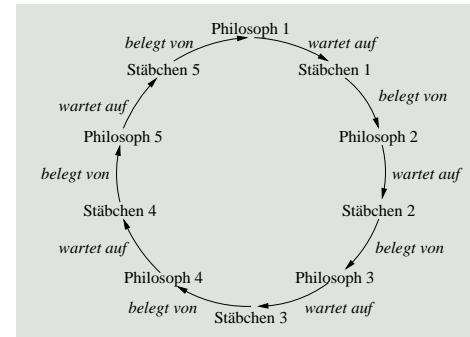 Philosoph 1
wartet auf
Stäbchen 1
belegt von
Philosoph 2
wartet auf
Stäbchen 2
belegt von
Philosoph 3
wartet auf
Stäbchen 3
belegt von
Philosoph 4
wartet auf
Stäbchen 4
belegt von
Philosoph 5
wartet auf
Stäbchen 5
belegt von